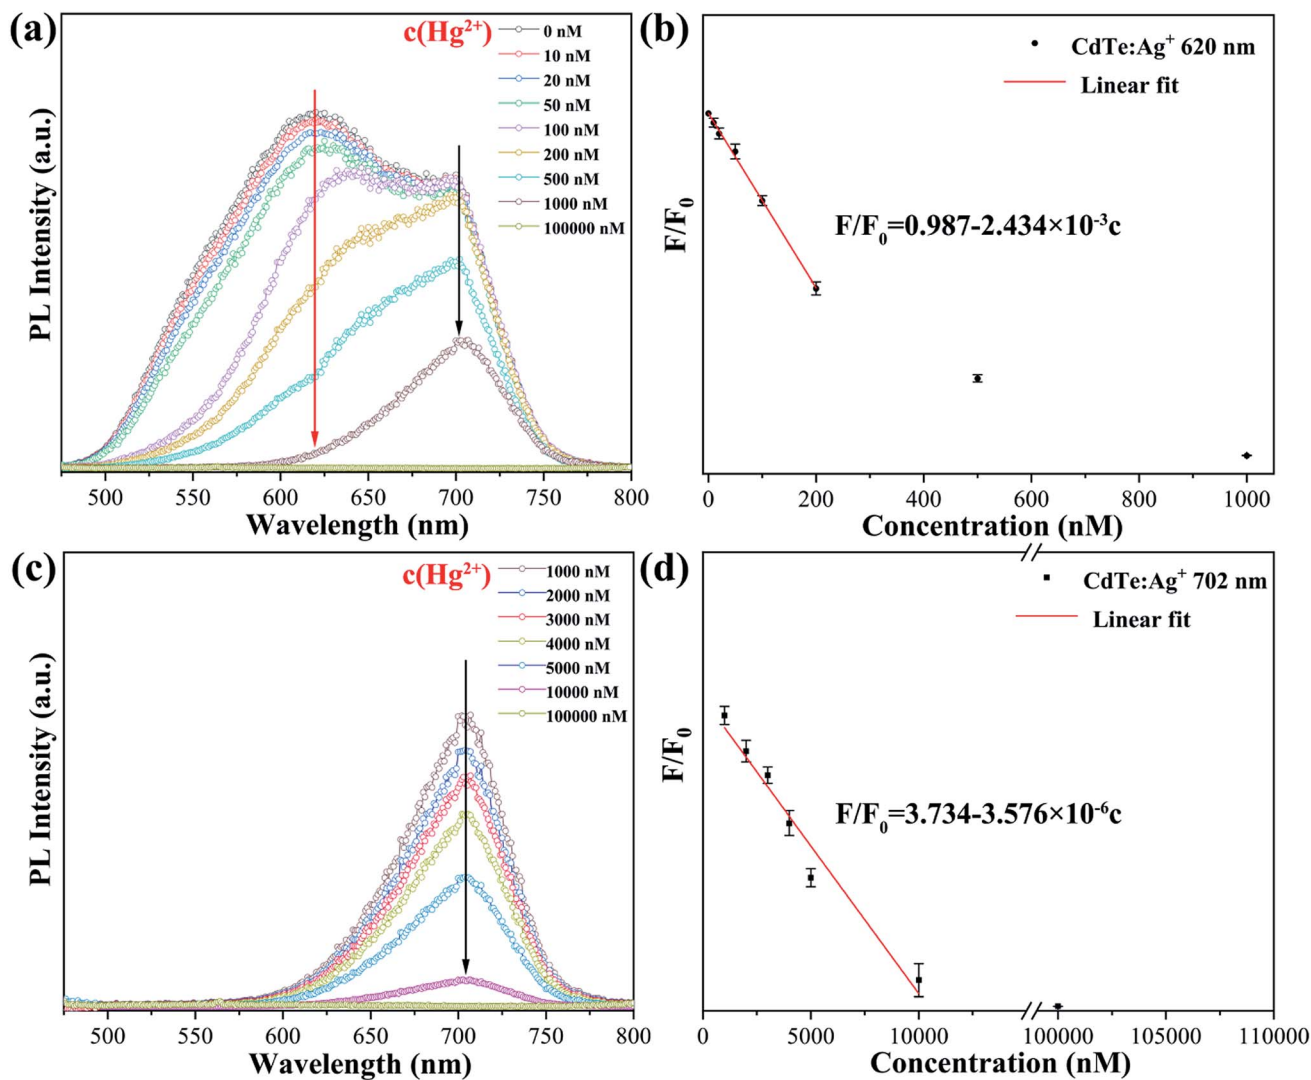 (a)
c(Hg²⁺)
0 nM
10 nM
20 nM
50 nM
100 nM
200 nM
500 nM
1000 nM
100000 nM
PL Intensity (a.u.)
500 550 600 650 700 750 800
Wavelength (nm)
(b)
CdTe:Ag⁺ 620 nm
Linear fit
F/F₀
F/F₀=0.987-2.434×10⁻³c
0 200 400 600 800 1000
Concentration (nM)
(c)
c(Hg²⁺)
1000 nM
2000 nM
3000 nM
4000 nM
5000 nM
10000 nM
100000 nM
PL Intensity (a.u.)
500 550 600 650 700 750 800
Wavelength (nm)
(d)
CdTe:Ag⁺ 702 nm
Linear fit
F/F₀
F/F₀=3.734-3.576×10⁻⁶c
0 5000 10000 100000 105000 110000
Concentration (nM)